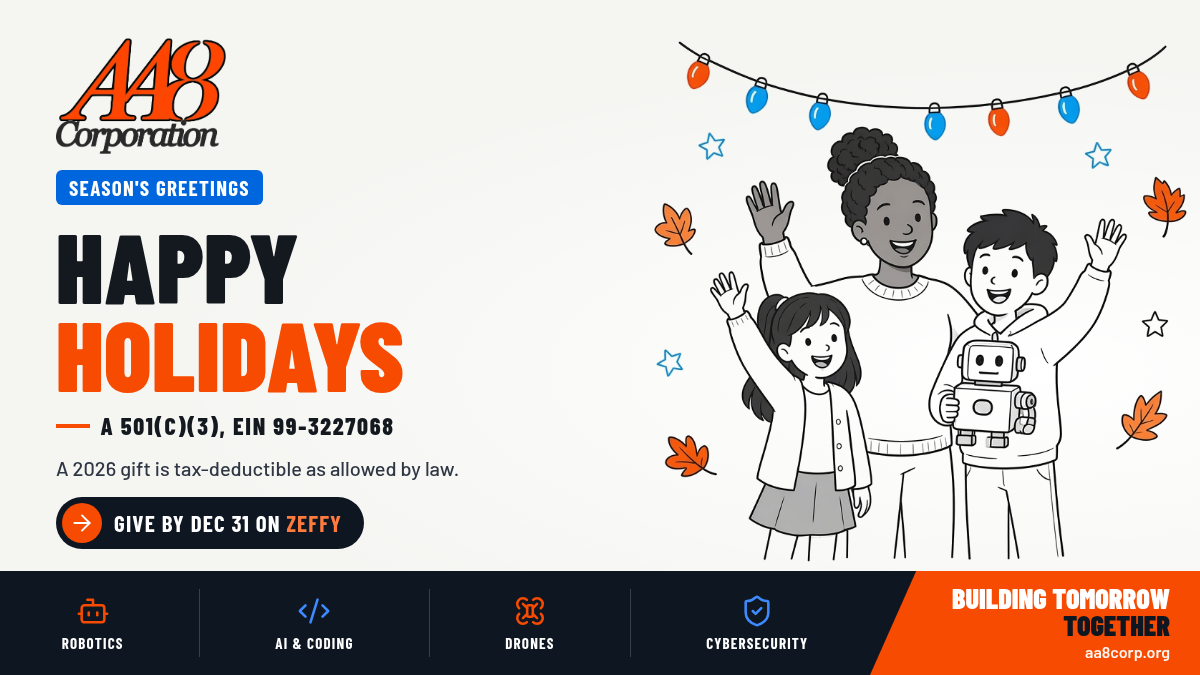 AA8
Corporation
SEASON'S GREETINGS
HAPPY
HOLIDAYS
A 501(C)(3), EIN 99-3227068
A 2026 gift is tax-deductible as allowed by law.
GIVE BY DEC 31 ON ZEFFY
ROBOTICS
AI & CODING
DRONES
CYBERSECURITY
BUILDING TOMORROW
TOGETHER
aa8corp.org